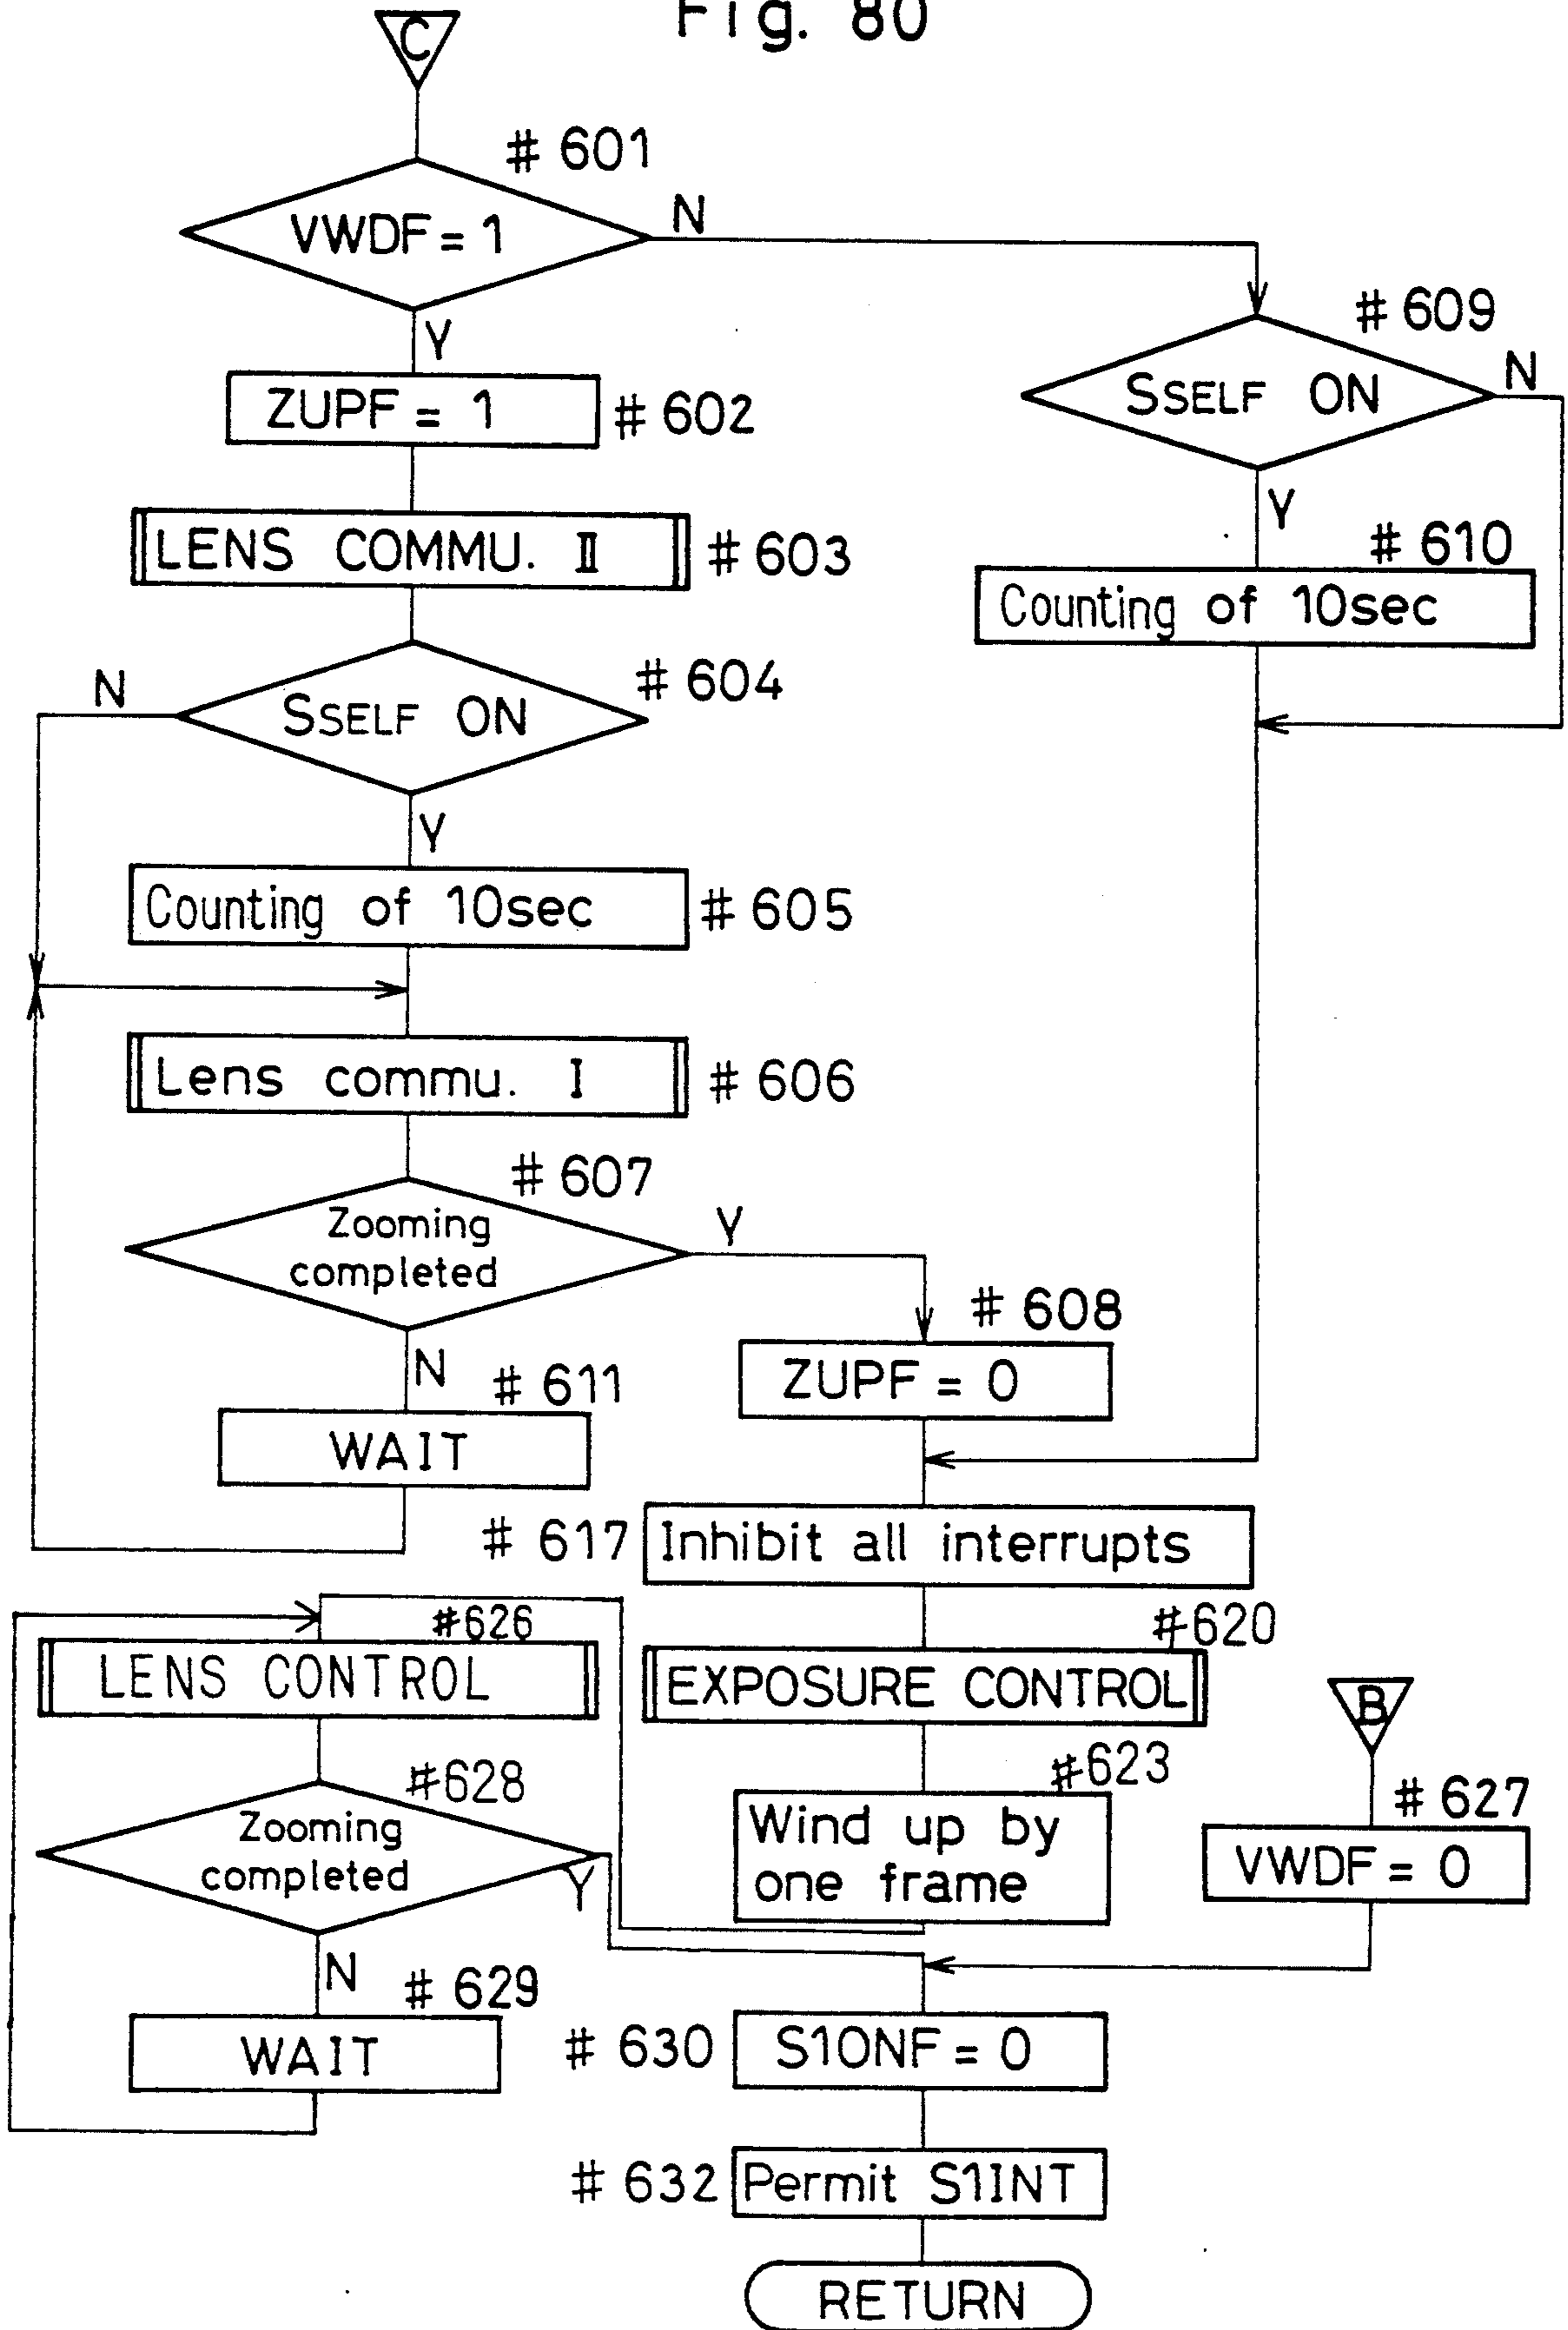 Fig. 80
C
# 601
VWDF = 1
N
Y
# 609
SSELF ON
N
Y
ZUPF = 1
# 602
LENS COMMU. II
# 603
# 610
Counting of 10sec
N
# 604
SSELF ON
Y
Counting of 10sec
# 605
Lens commu. I
# 606
# 607
Zooming
completed
Y
N
# 608
ZUPF = 0
# 611
WAIT
# 617
Inhibit all interrupts
#626
LENS CONTROL
#620
EXPOSURE CONTROL
B
#628
Zooming
completed
Y
N
#623
Wind up by
one frame
# 627
VWDF = 0
# 629
WAIT
# 630
S1ONF = 0
# 632
Permit S1INT
RETURN